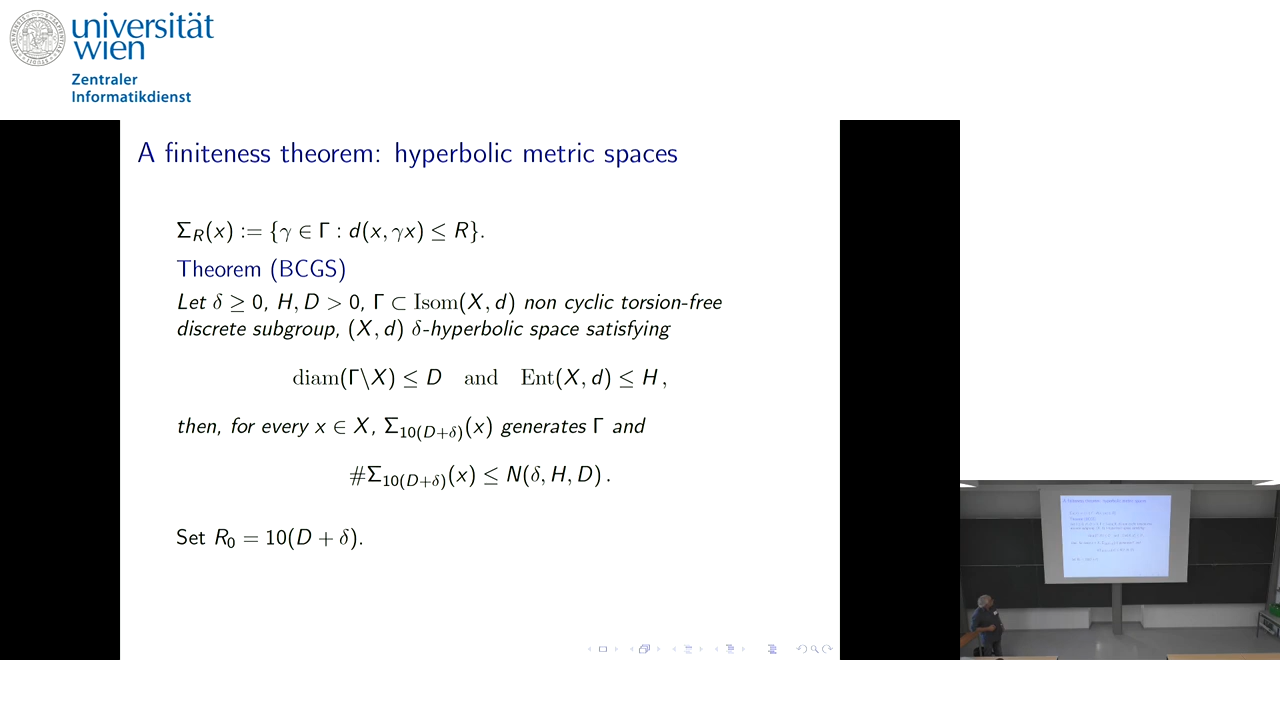 universität
wien
Zentraler
Informatikdienst
A finiteness theorem: hyperbolic metric spaces
Σ_R(x) := {γ ∈ Γ : d(x, γx) ≤ R}.
Theorem (BCGS)
Let δ ≥ 0, H, D > 0, Γ ⊂ Isom(X, d) non cyclic torsion-free
discrete subgroup, (X, d) δ-hyperbolic space satisfying
diam(Γ\X) ≤ D and Ent(X, d) ≤ H ,
then, for every x ∈ X, Σ_{10(D+δ)}(x) generates Γ and
#Σ_{10(D+δ)}(x) ≤ N(δ, H, D) .
Set R₀ = 10(D + δ).